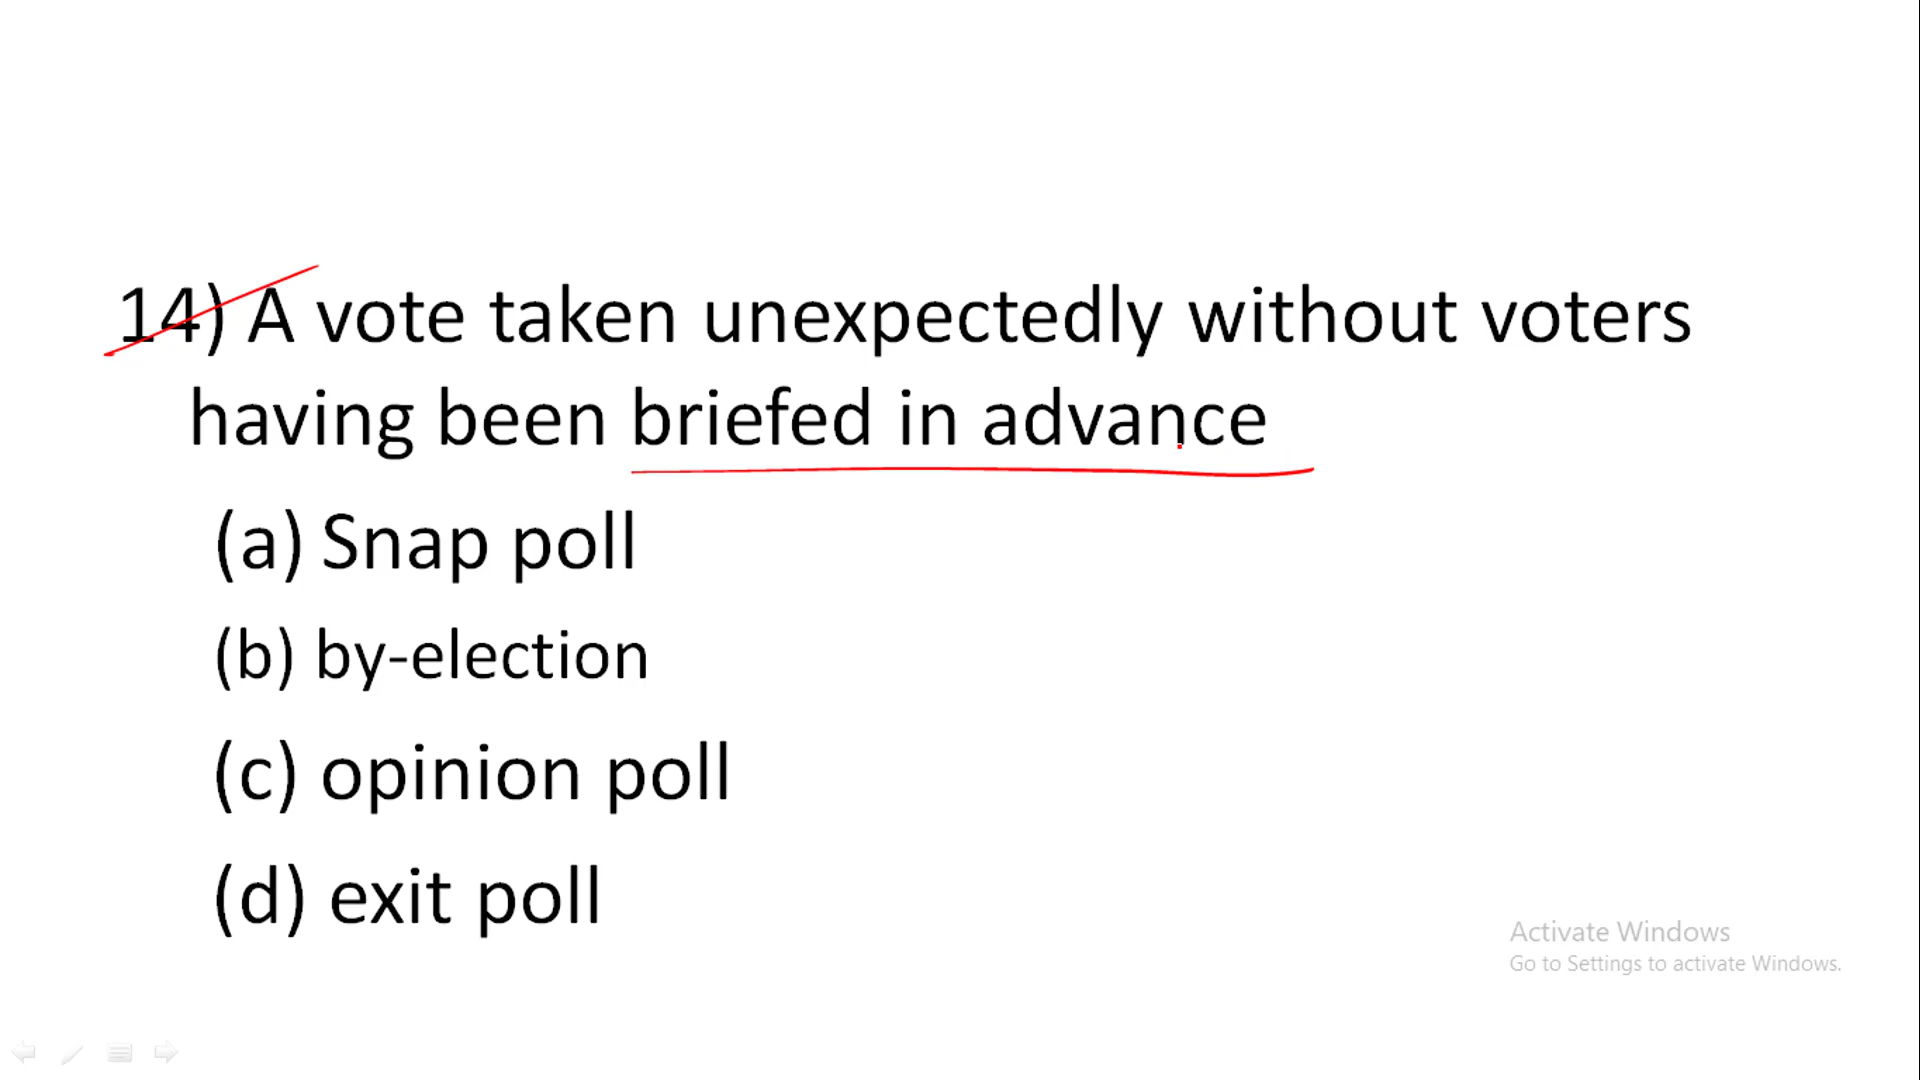 14) A vote taken unexpectedly without voters
having been briefed in advance
(a) Snap poll
(b) by-election
(c) opinion poll
(d) exit poll
Activate Windows
Go to Settings to activate Windows.